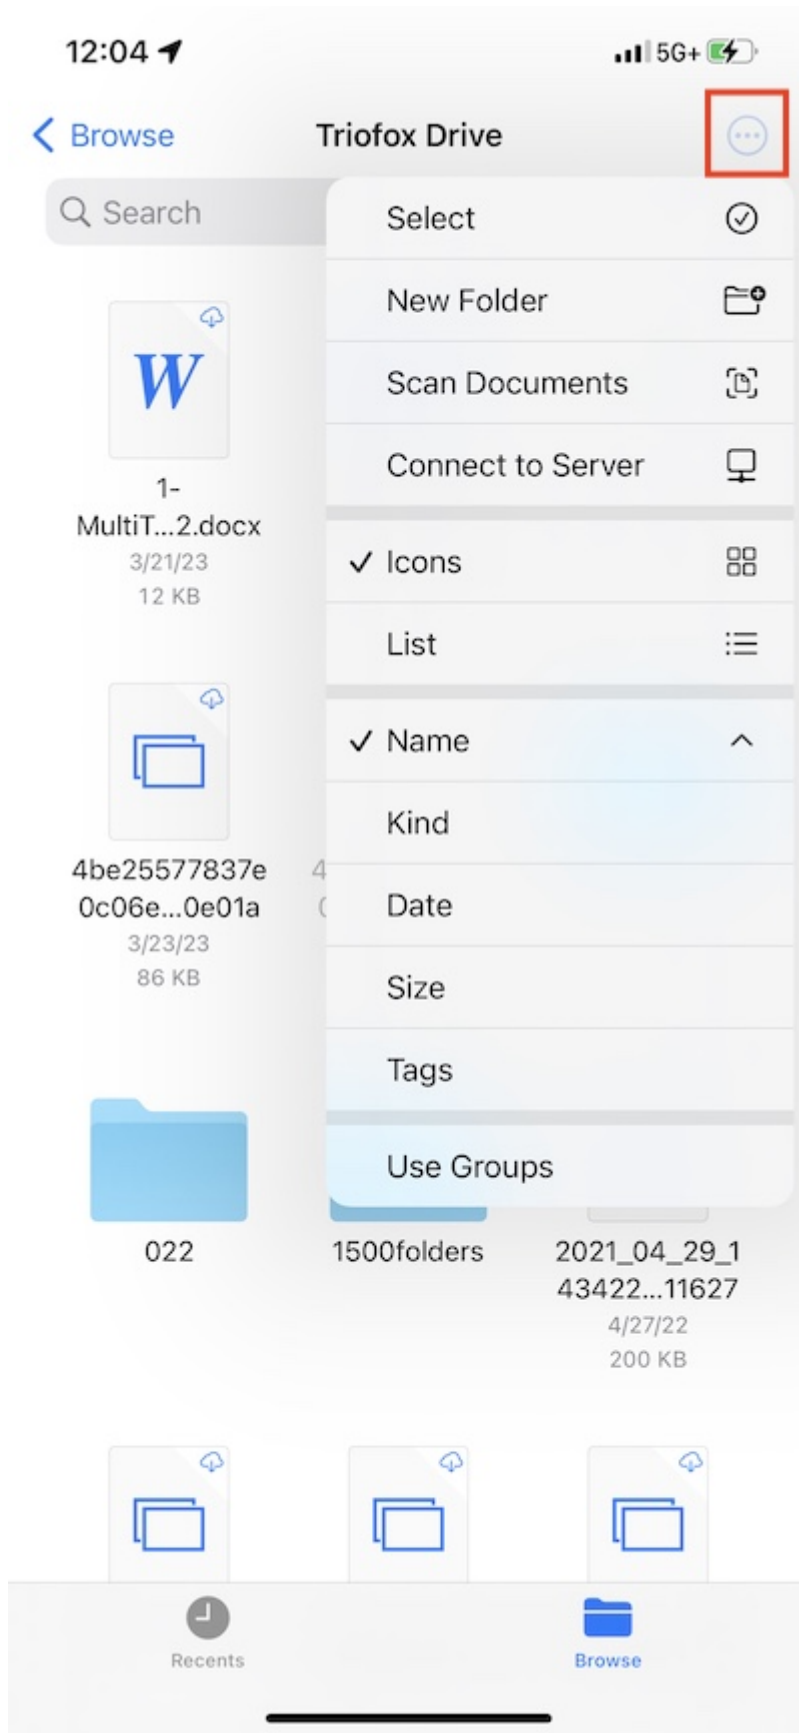 12:04
5G+
Browse
Triofox Drive
Search
Select
New Folder
Scan Documents
Connect to Server
Icons
List
Name
Kind
Date
Size
Tags
Use Groups
W
1-
MultiT...2.docx
3/21/23
12 KB
4be25577837e
0c06e...0e01a
3/23/23
86 KB
4
022
1500folders
2021_04_29_1
43422...11627
4/27/22
200 KB
Recents
Browse